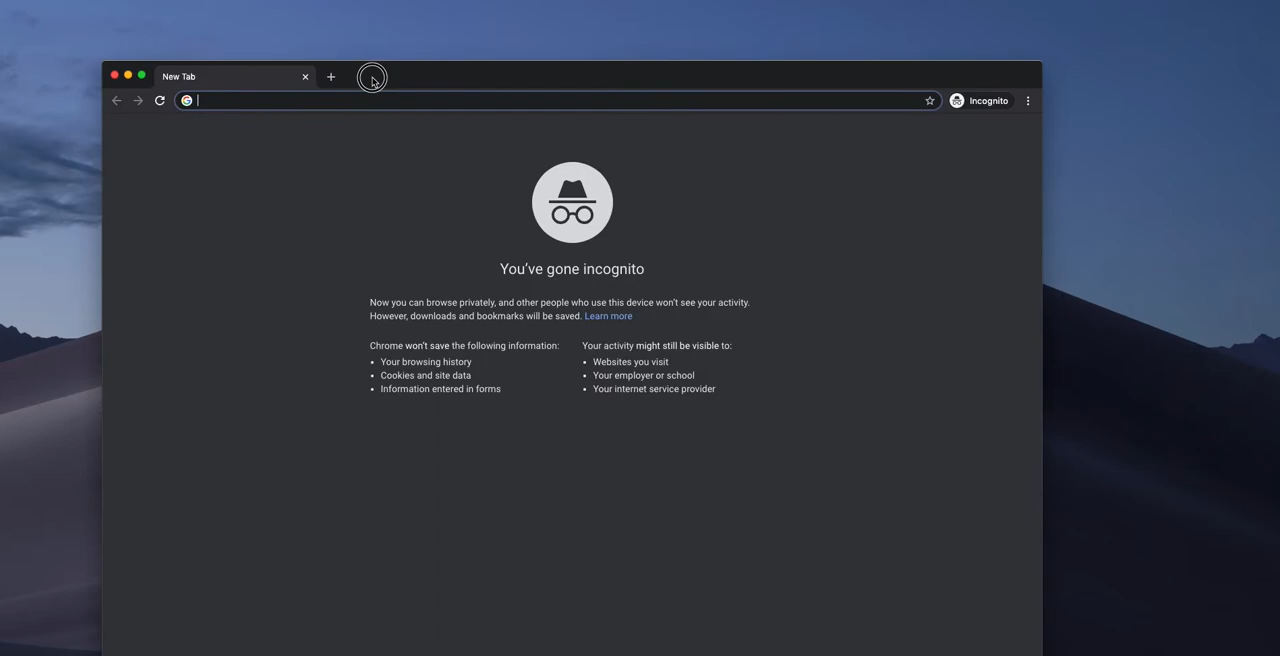 New Tab
Incognito
You've gone incognito
Now you can browse privately, and other people who use this device won't see your activity.
However, downloads and bookmarks will be saved. Learn more
Chrome won't save the following information:
• Your browsing history
• Cookies and site data
• Information entered in forms
Your activity might still be visible to:
• Websites you visit
• Your employer or school
• Your internet service provider